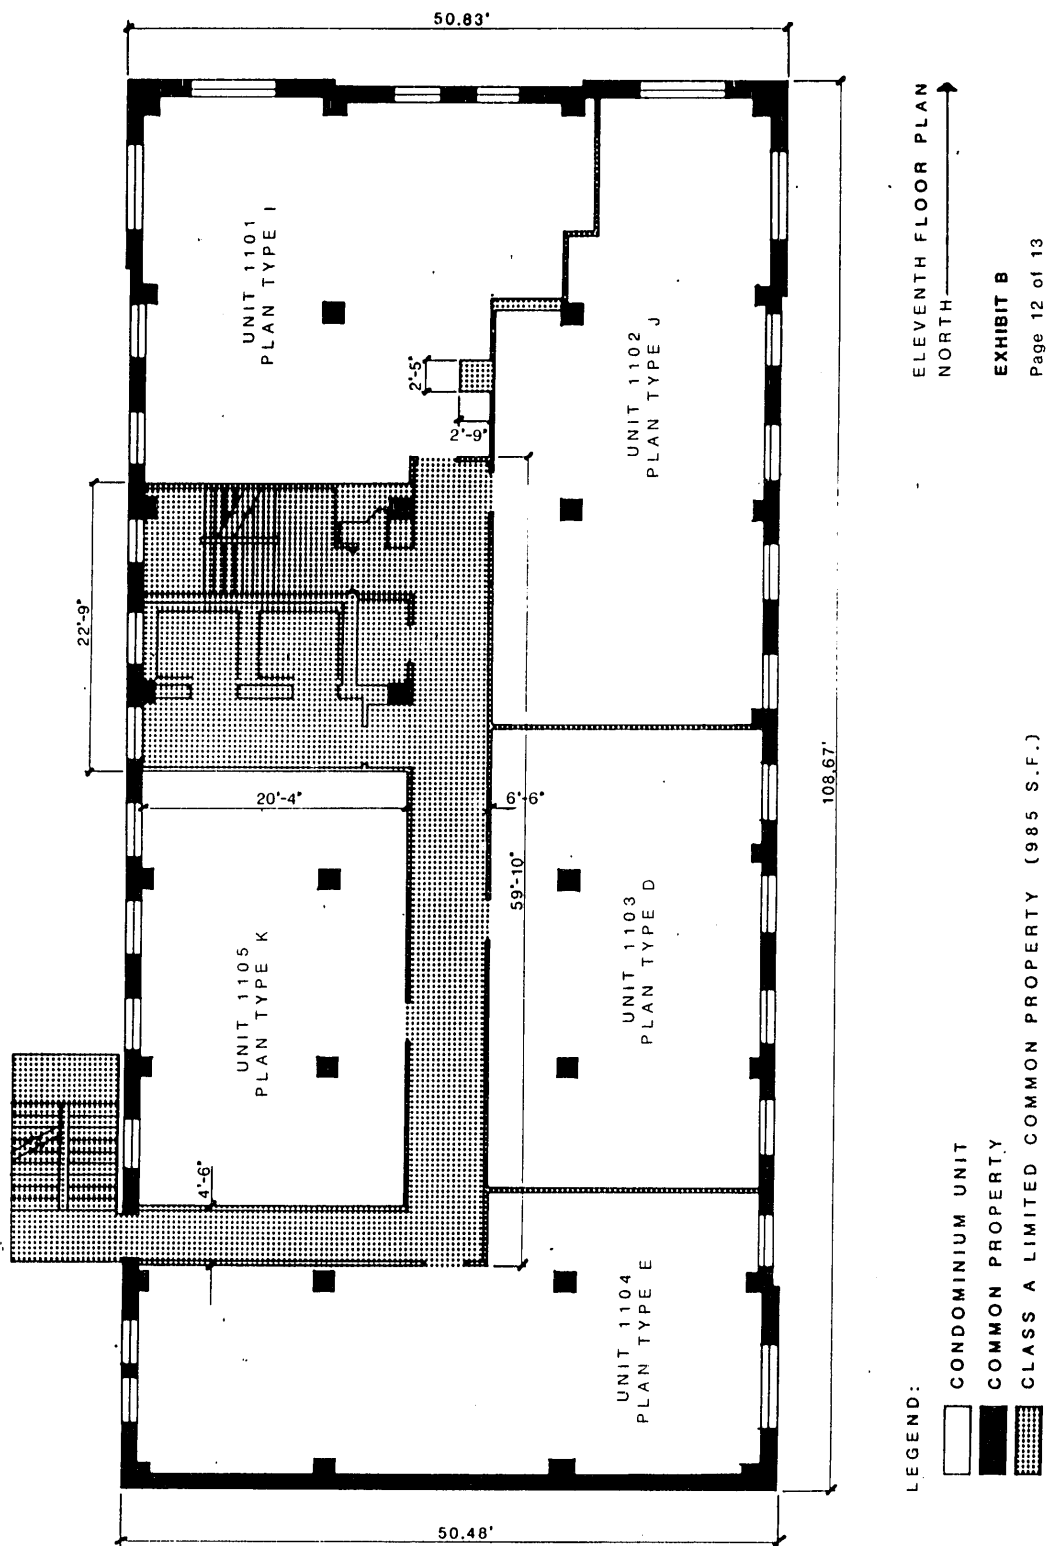 50.83'
UNIT 1101
PLAN TYPE I
2'-5"
2'-9"
UNIT 1102
PLAN TYPE J
22'-9"
20'-4"
6'-6"
59'-10"
108.67'
UNIT 1105
PLAN TYPE K
UNIT 1103
PLAN TYPE D
4'-6"
UNIT 1104
PLAN TYPE E
50.48'
ELEVENTH FLOOR PLAN
NORTH
EXHIBIT B
Page 12 of 13
LEGEND:
CONDOMINIUM UNIT
COMMON PROPERTY
CLASS A LIMITED COMMON PROPERTY (985 S.F.)